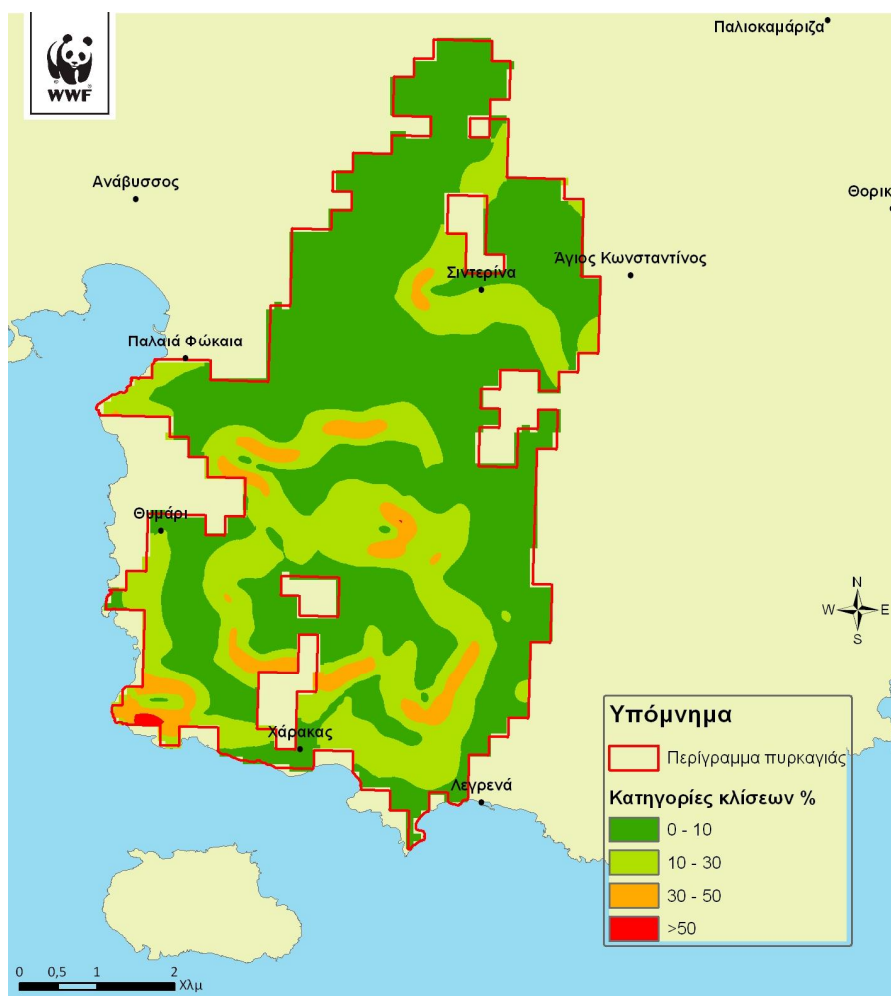 WWF
Παλιοκαμάριζα
Ανάβυσσος
Θορικ
Άγιος Κωνσταντίνος
Σιντερίνα
Παλαιά Φώκαια
Θυμάρι
N
W E
S
Χάρακας
Λεγρενά
Υπόμνημα
Περίγραμμα πυρκαγιάς
Κατηγορίες κλίσεων %
0 - 10
10 - 30
30 - 50
>50
0 0,5 1 2
Χλμ